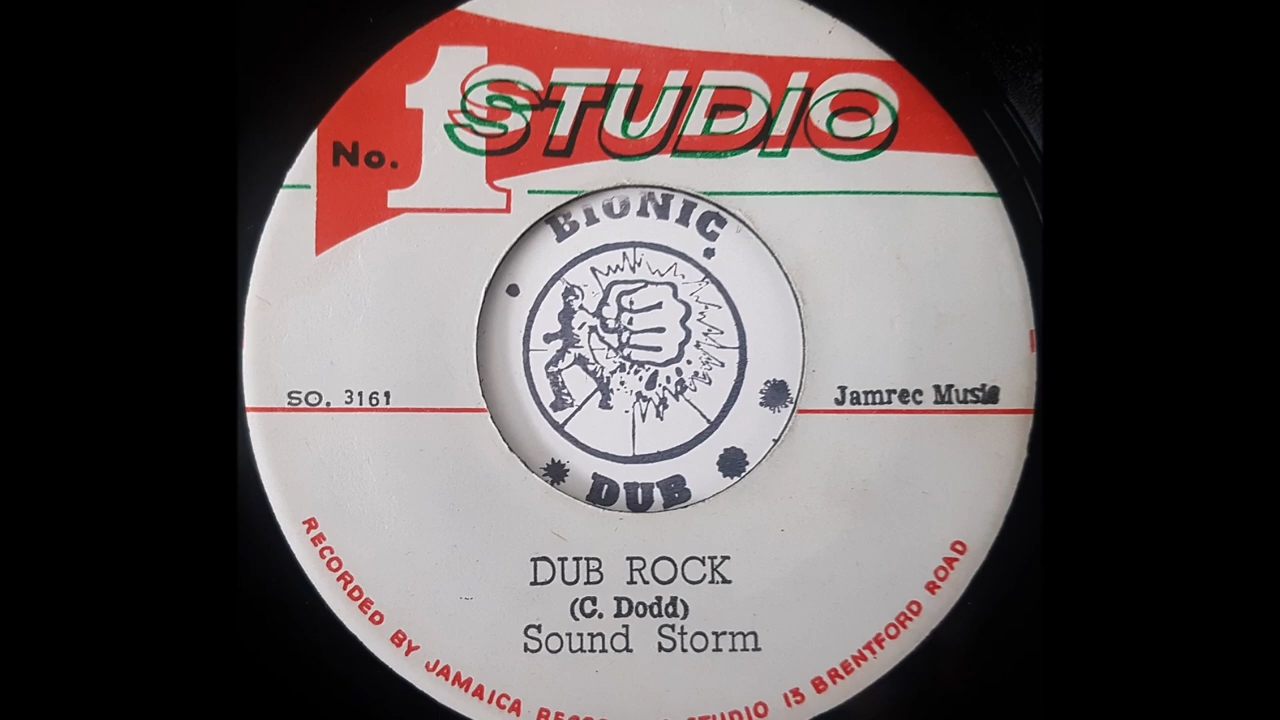 No. 1 STUDIO
BIONIC
DUB
SO. 3161
Jamrec Music
DUB ROCK
(C. Dodd)
Sound Storm
RECORDED BY JAMAICA STUDIO 13 BRENTFORD ROAD